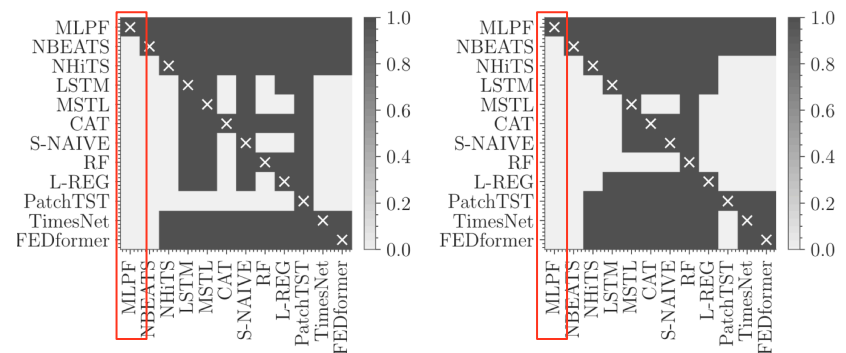 MLPF
NBEATS
NHiTS
LSTM
MSTL
CAT
S-NAIVE
RF
L-REG
PatchTST
TimesNet
FEDformer
MLPF
NBEATS
NHiTS
LSTM
MSTL
CAT
S-NAIVE
RF
L-REG
PatchTST
TimesNet
FEDformer
1.0
0.8
0.6
0.4
0.2
0.0
MLPF
NBEATS
NHiTS
LSTM
MSTL
CAT
S-NAIVE
RF
L-REG
PatchTST
TimesNet
FEDformer
MLPF
NBEATS
NHiTS
LSTM
MSTL
CAT
S-NAIVE
RF
L-REG
PatchTST
TimesNet
FEDformer
1.0
0.8
0.6
0.4
0.2
0.0